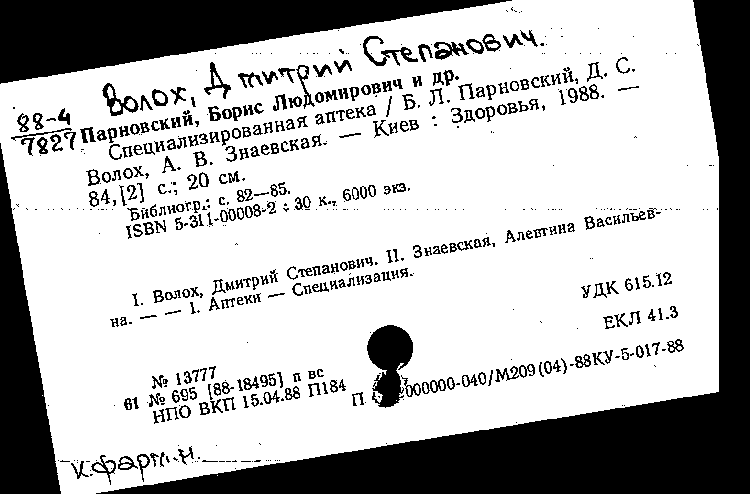 Волох, Дмитрий Степанович.
88-4
7827
Парновский, Борис Людомирович и др.
Специализированная аптека / Б. Л. Парновский, Д. С.
Волох, А. В. Знаевская. — Киев : Здоровья, 1988. —
84,[2] с.; 20 см.
Библиогр.: с. 82—85.
ISBN 5-311-00008-2 : 30 к., 6000 экз.
I. Волох, Дмитрий Степанович. II. Знаевская, Алевтина Васильев-
на. — — 1. Аптеки — Специализация.
УДК 615.12
ЕКЛ 41.3
№ 13777
61 № 695 [88-18495] п вс
НПО ВКП 15.04.88 П184
П 000000-040/М209(04)-88КУ-5-017-88
к.фарм.н.